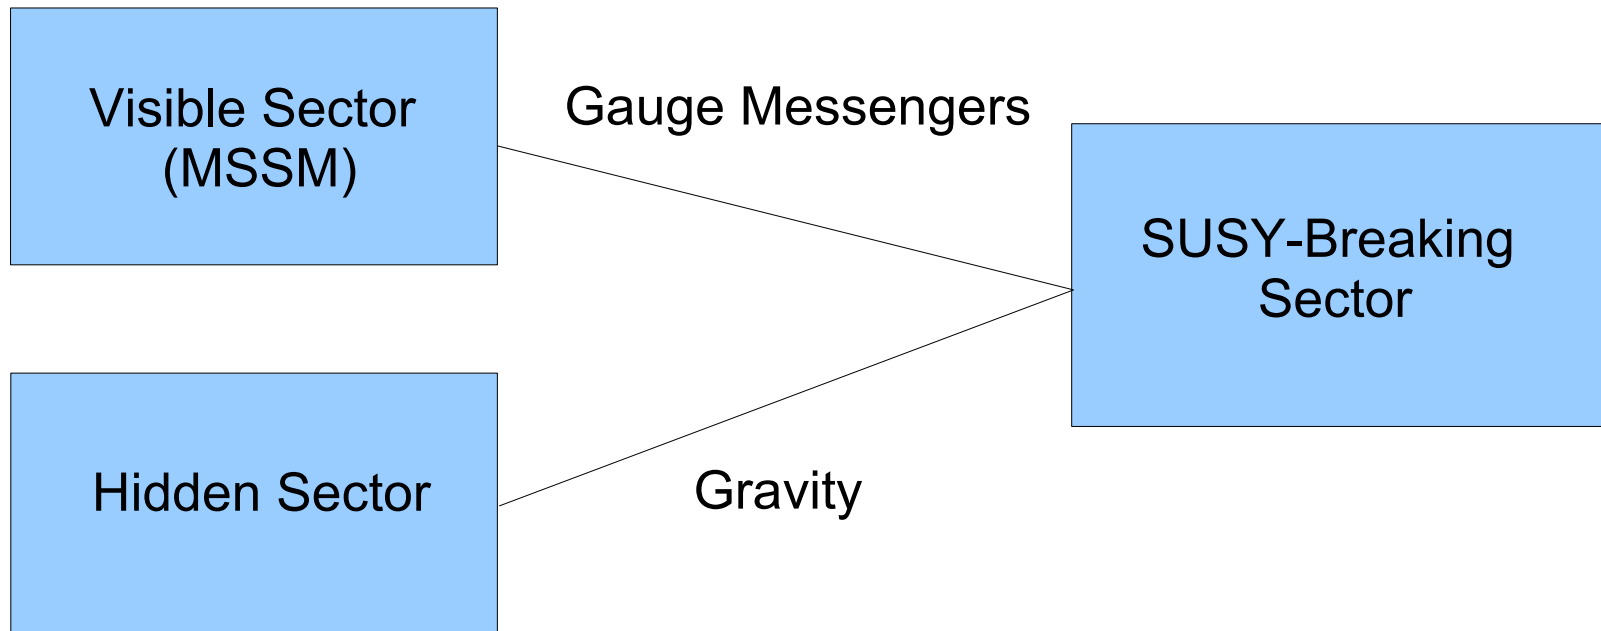 Visible Sector
(MSSM)
Gauge Messengers
SUSY-Breaking
Sector
Hidden Sector
Gravity